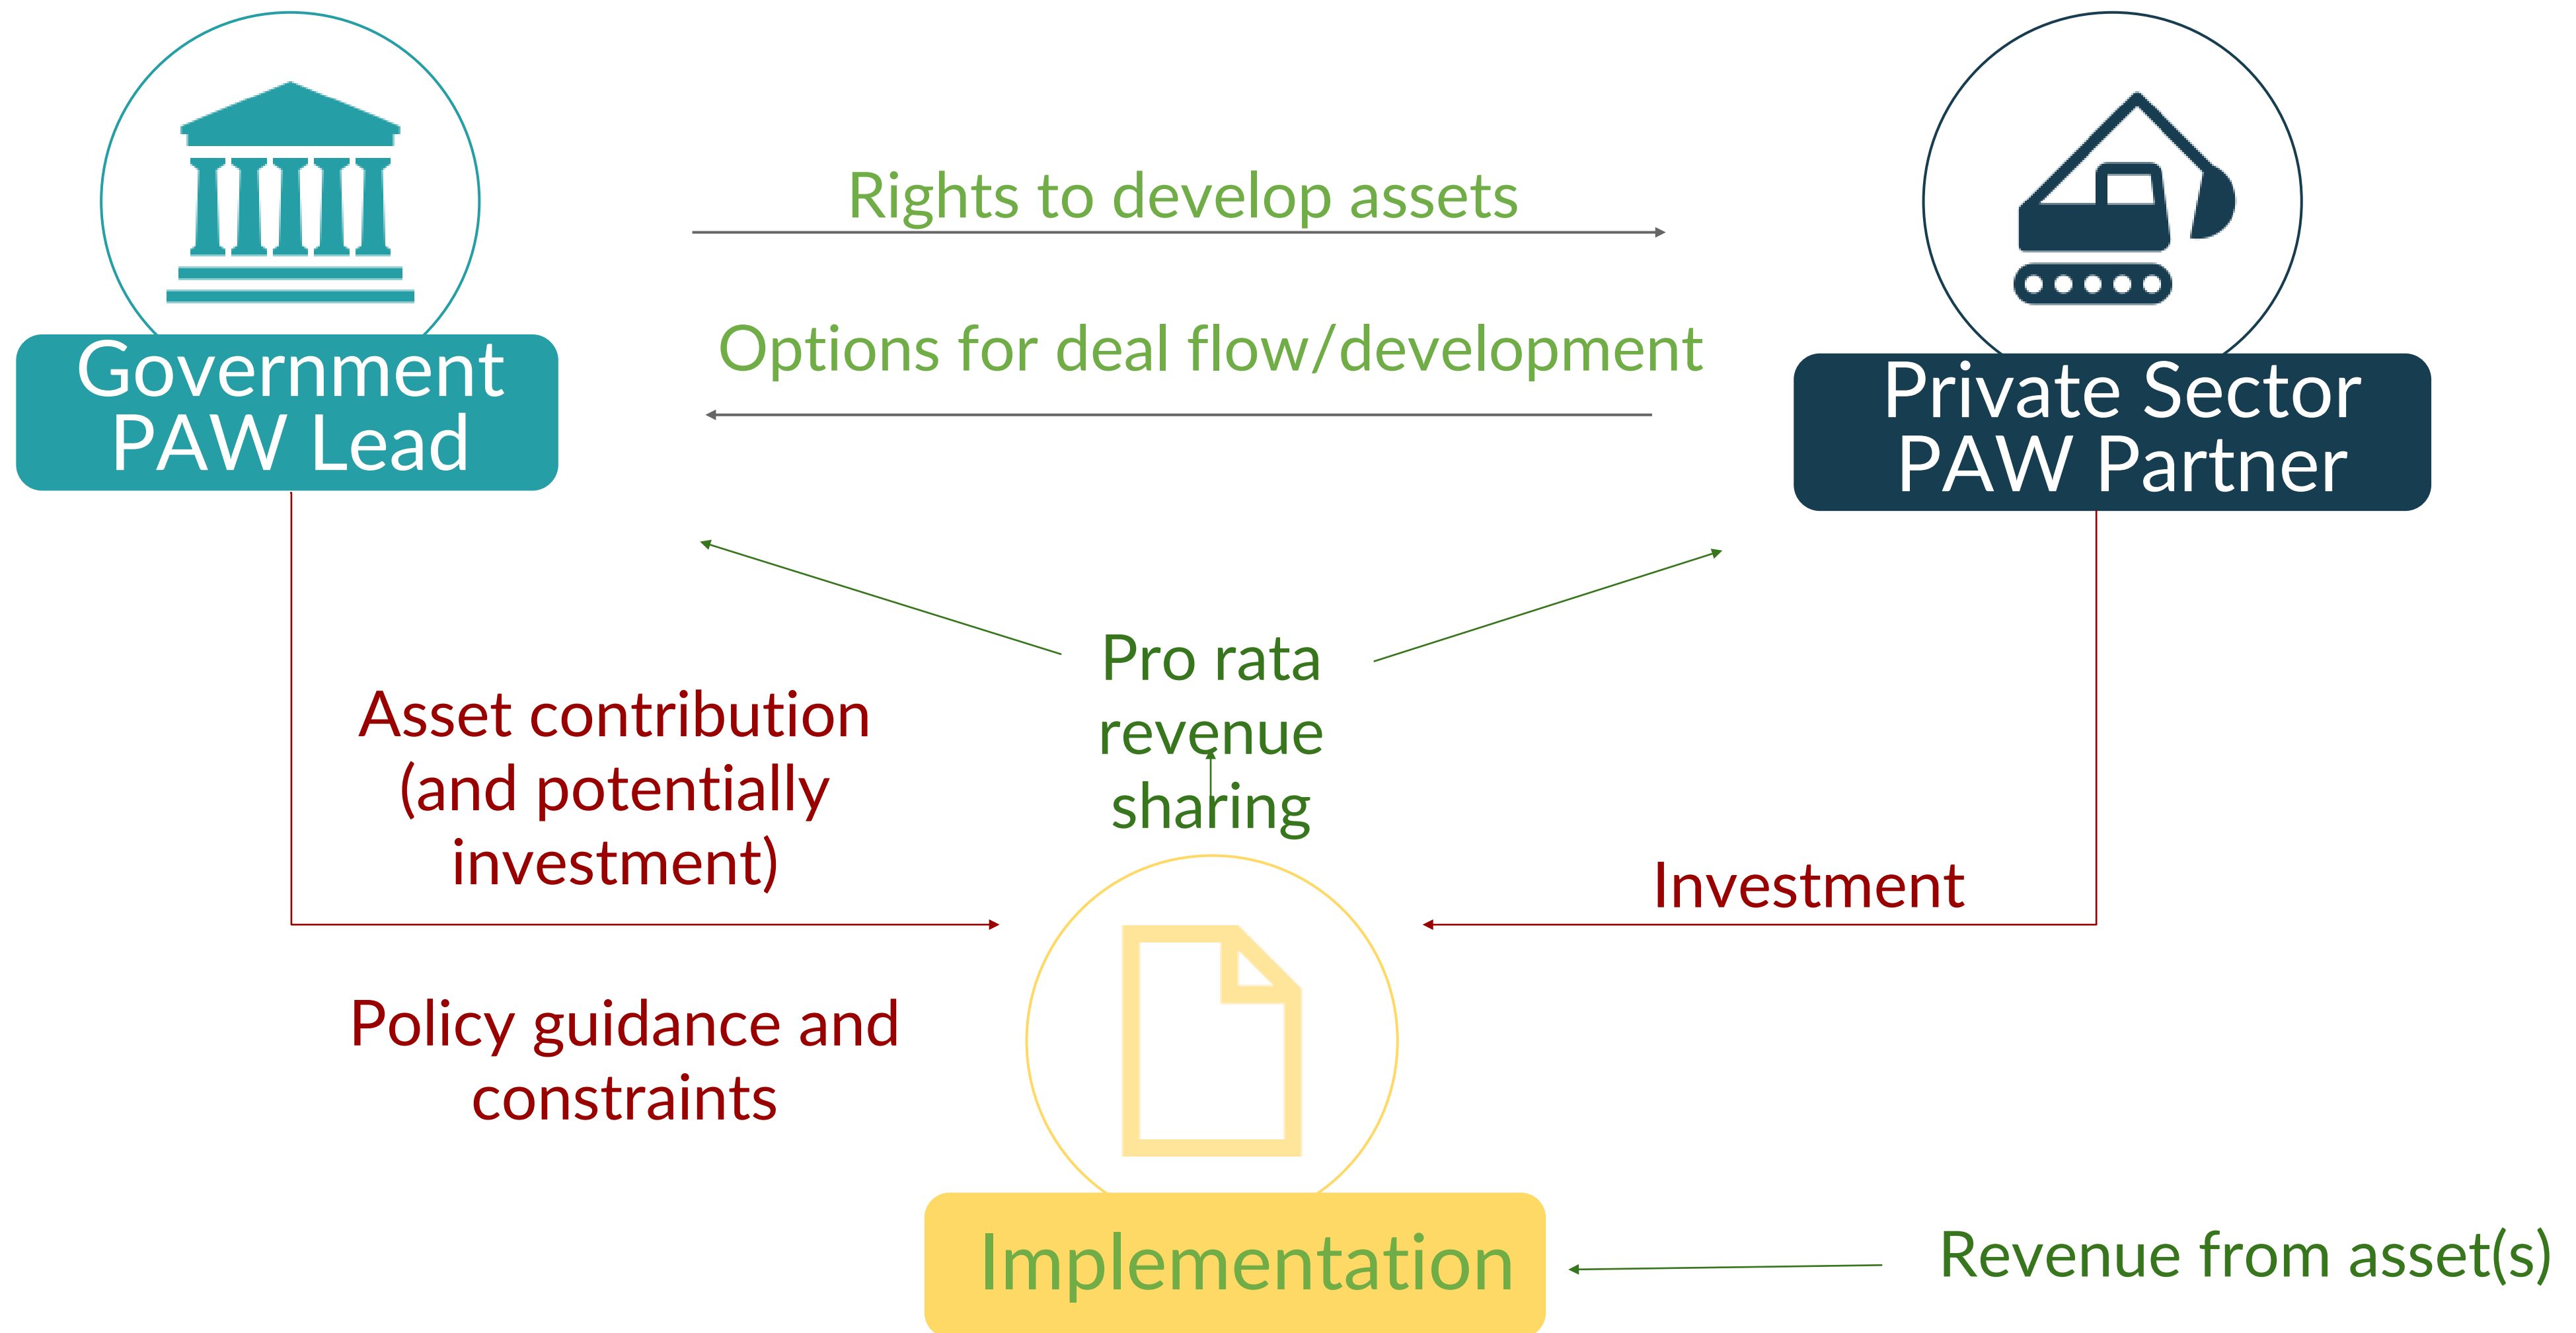 Rights to develop assets
Options for deal flow/development
Government
PAW Lead
Private Sector
PAW Partner
Pro rata
revenue
sharing
Asset contribution
(and potentially
investment)
Investment
Policy guidance and
constraints
Implementation
Revenue from asset(s)